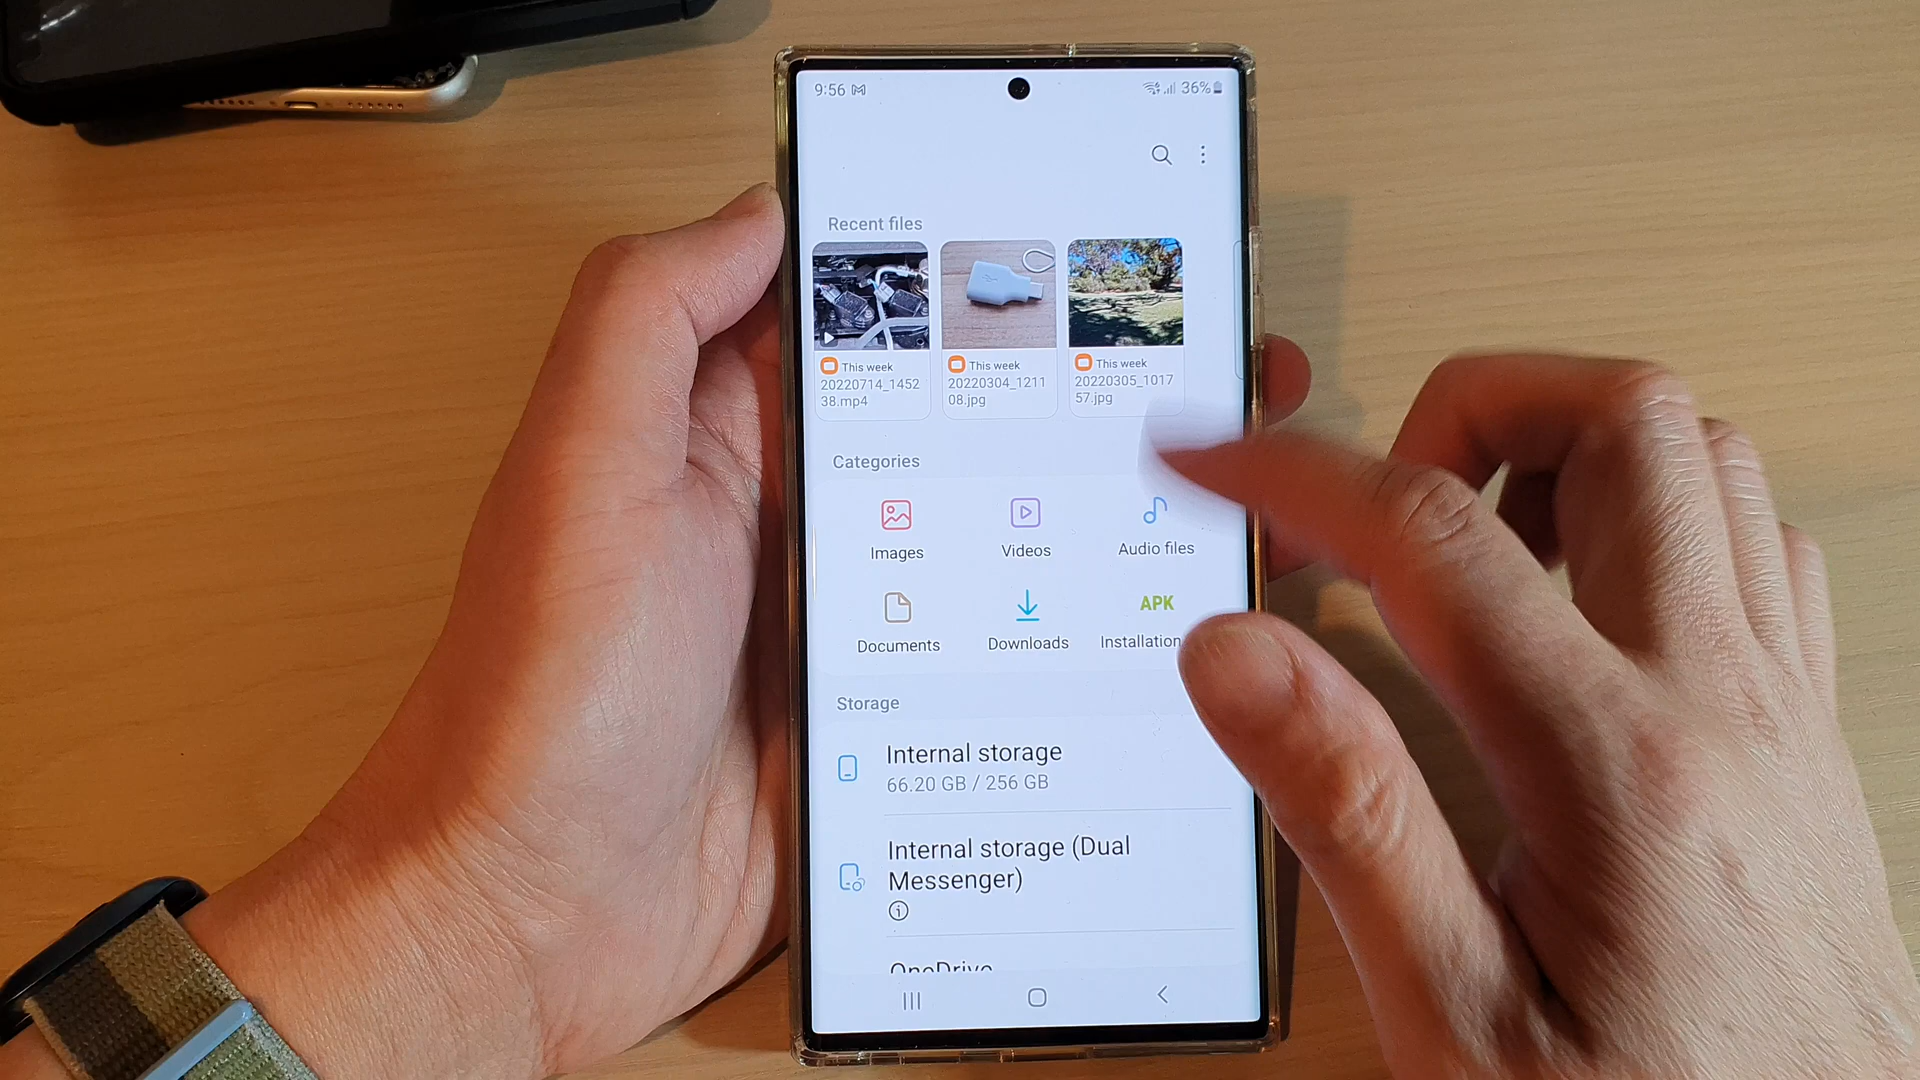 9:56
36%
Recent files
This week
20220714_1452
38.mp4
This week
20220304_1211
08.jpg
This week
20220305_1017
57.jpg
Categories
Images
Videos
Audio files
Documents
Downloads
APK
Installation
Storage
Internal storage
66.20 GB / 256 GB
Internal storage (Dual
Messenger)
OneDrive